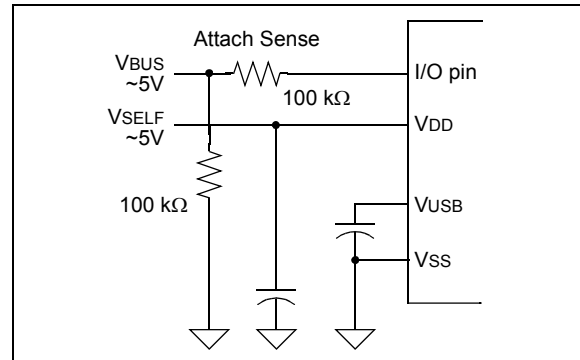 Attach Sense
VBUS
~5V
100 kΩ
I/O pin
VSELF
~5V
VDD
100 kΩ
VUSB
VSS